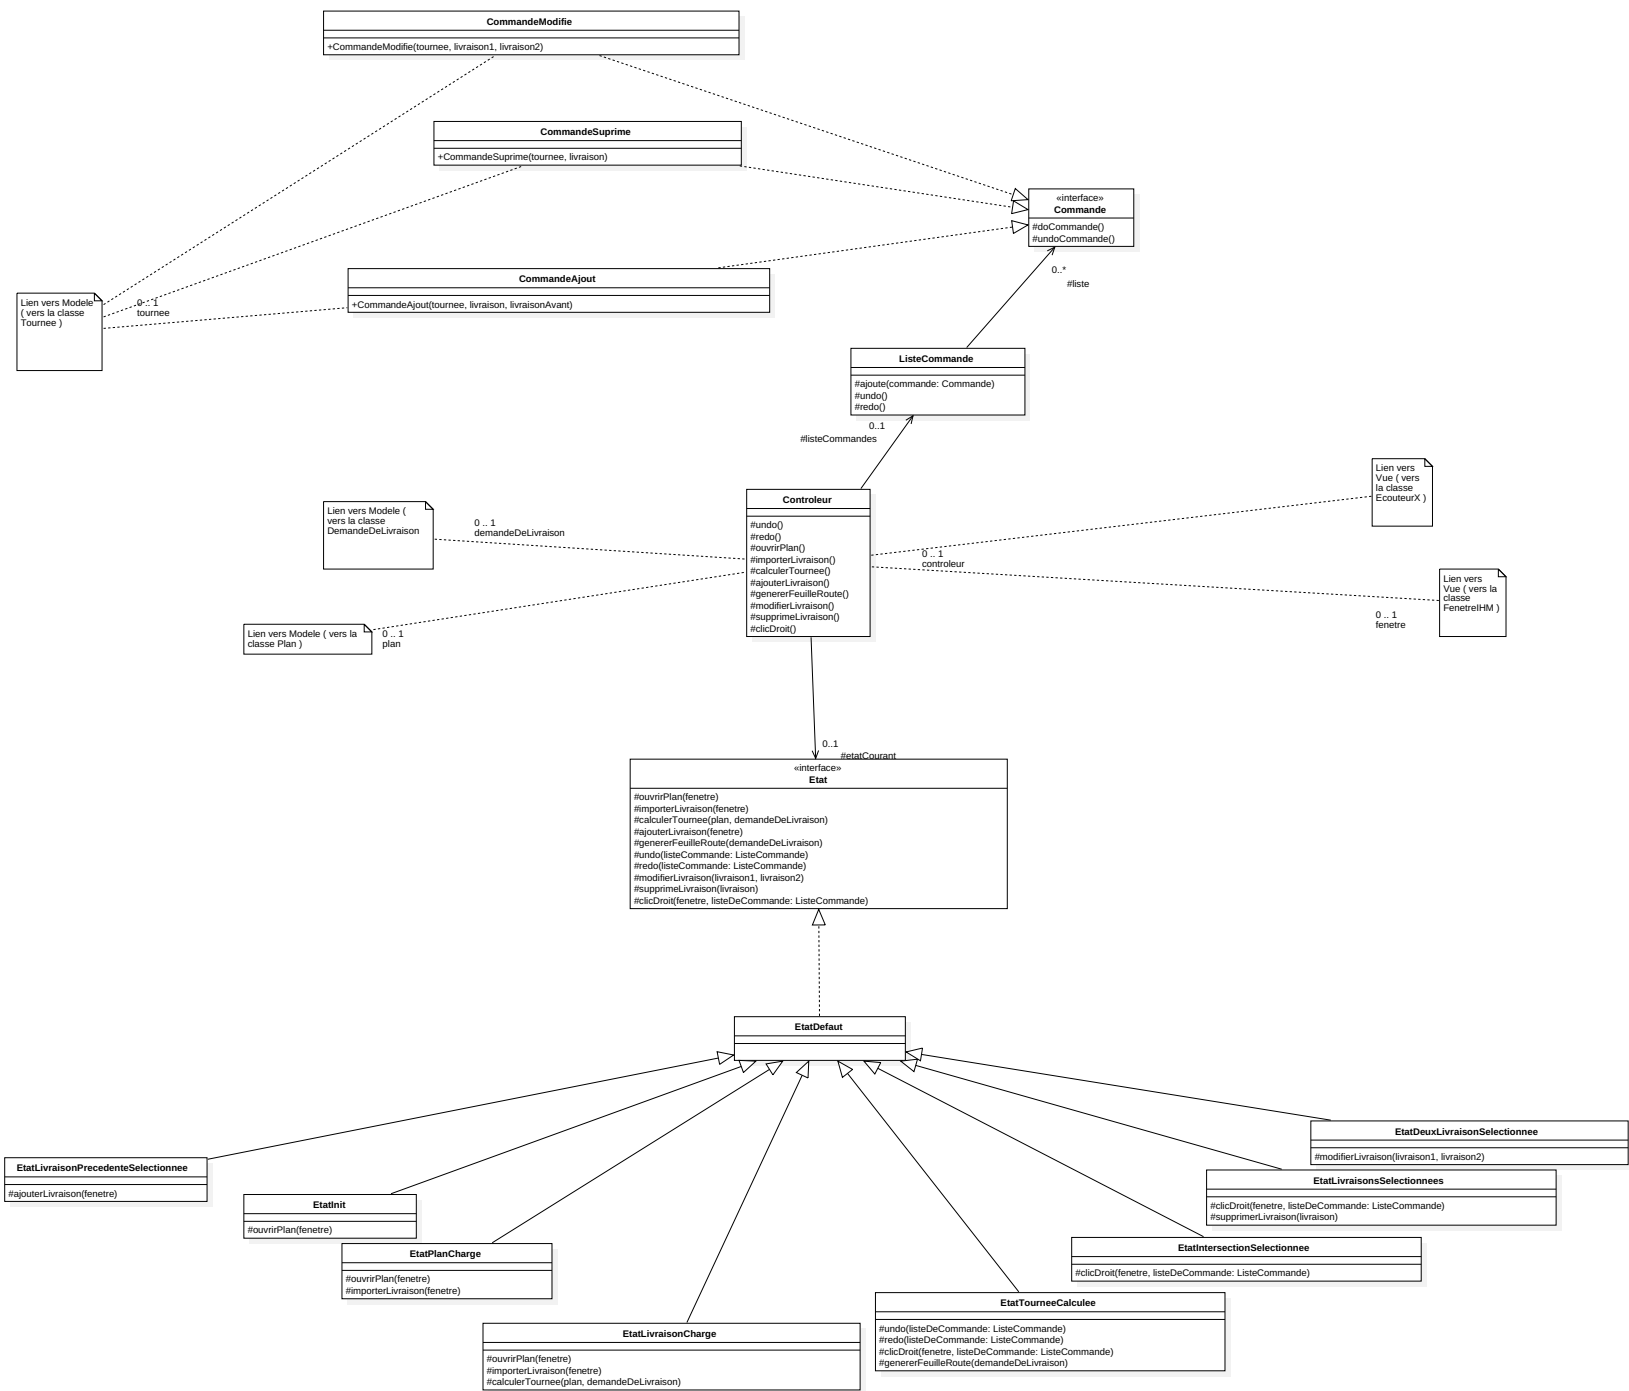 CommandeModifie
+CommandeModifie(tournee, livraison1, livraison2)
CommandeSuprime
+CommandeSuprime(tournee, livraison)
«interface»
Commande
#doCommande()
#undoCommande()
0..*
#liste
CommandeAjout
+CommandeAjout(tournee, livraison, livraisonAvant)
Lien vers Modele
( vers la classe
Tournee )
0 .. 1
tournee
ListeCommande
#ajoute(commande: Commande)
#undo()
#redo()
0..1
#listeCommandes
Controleur
#undo()
#redo()
#ouvrirPlan()
#importerLivraison()
#calculerTournee()
#ajouterLivraison()
#genererFeuilleRoute()
#modifierLivraison()
#supprimeLivraison()
#clicDroit()
Lien vers Modele (
vers la classe
DemandeDeLivraison
0 .. 1
demandeDeLivraison
Lien vers
Vue ( vers
la classe
EcouteurX )
0 .. 1
controleur
Lien vers
Vue ( vers la
classe
FenetreIHM )
0 .. 1
fenetre
Lien vers Modele ( vers la
classe Plan )
0 .. 1
plan
0..1
#etatCourant
«interface»
Etat
#ouvrirPlan(fenetre)
#importerLivraison(fenetre)
#calculerTournee(plan, demandeDeLivraison)
#ajouterLivraison(fenetre)
#genererFeuilleRoute(demandeDeLivraison)
#undo(listeCommande: ListeCommande)
#redo(listeCommande: ListeCommande)
#modifierLivraison(livraison1, livraison2)
#supprimeLivraison(livraison)
#clicDroit(fenetre, listeDeCommande: ListeCommande)
EtatDefaut
EtatDeuxLivraisonSelectionnee
#modifierLivraison(livraison1, livraison2)
EtatLivraisonPrecedenteSelectionnee
#ajouterLivraison(fenetre)
EtatLivraisonsSelectionnees
#clicDroit(fenetre, listeDeCommande: ListeCommande)
#supprimerLivraison(livraison)
EtatInit
#ouvrirPlan(fenetre)
EtatPlanCharge
#ouvrirPlan(fenetre)
#importerLivraison(fenetre)
EtatIntersectionSelectionnee
#clicDroit(fenetre, listeDeCommande: ListeCommande)
EtatTourneeCalculee
#undo(listeDeCommande: ListeCommande)
#redo(listeDeCommande: ListeCommande)
#clicDroit(fenetre, listeDeCommande: ListeCommande)
#genererFeuilleRoute(demandeDeLivraison)
EtatLivraisonCharge
#ouvrirPlan(fenetre)
#importerLivraison(fenetre)
#calculerTournee(plan, demandeDeLivraison)